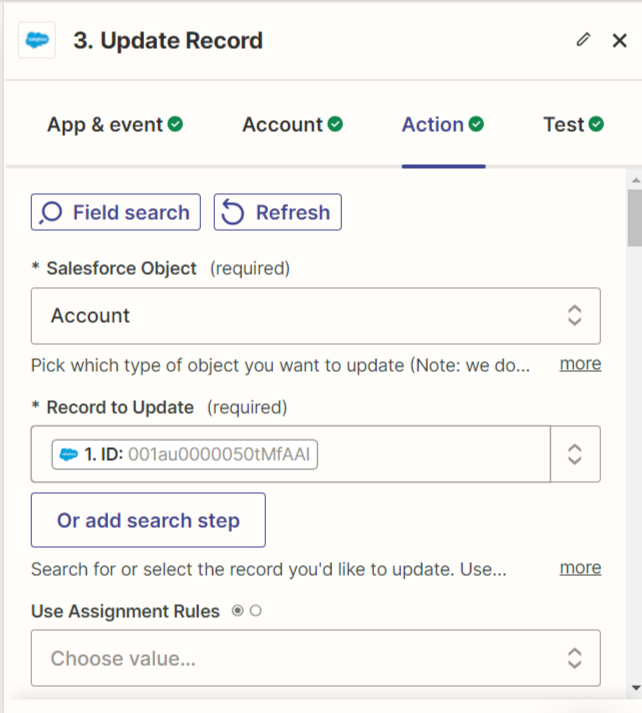 3. Update Record
App & event
Account
Action
Test
Field search
Refresh
* Salesforce Object (required)
Account
Pick which type of object you want to update (Note: we do... more
* Record to Update (required)
1. ID: 001au0000050tMfAAI
Or add search step
Search for or select the record you'd like to update. Use... more
Use Assignment Rules
Choose value...